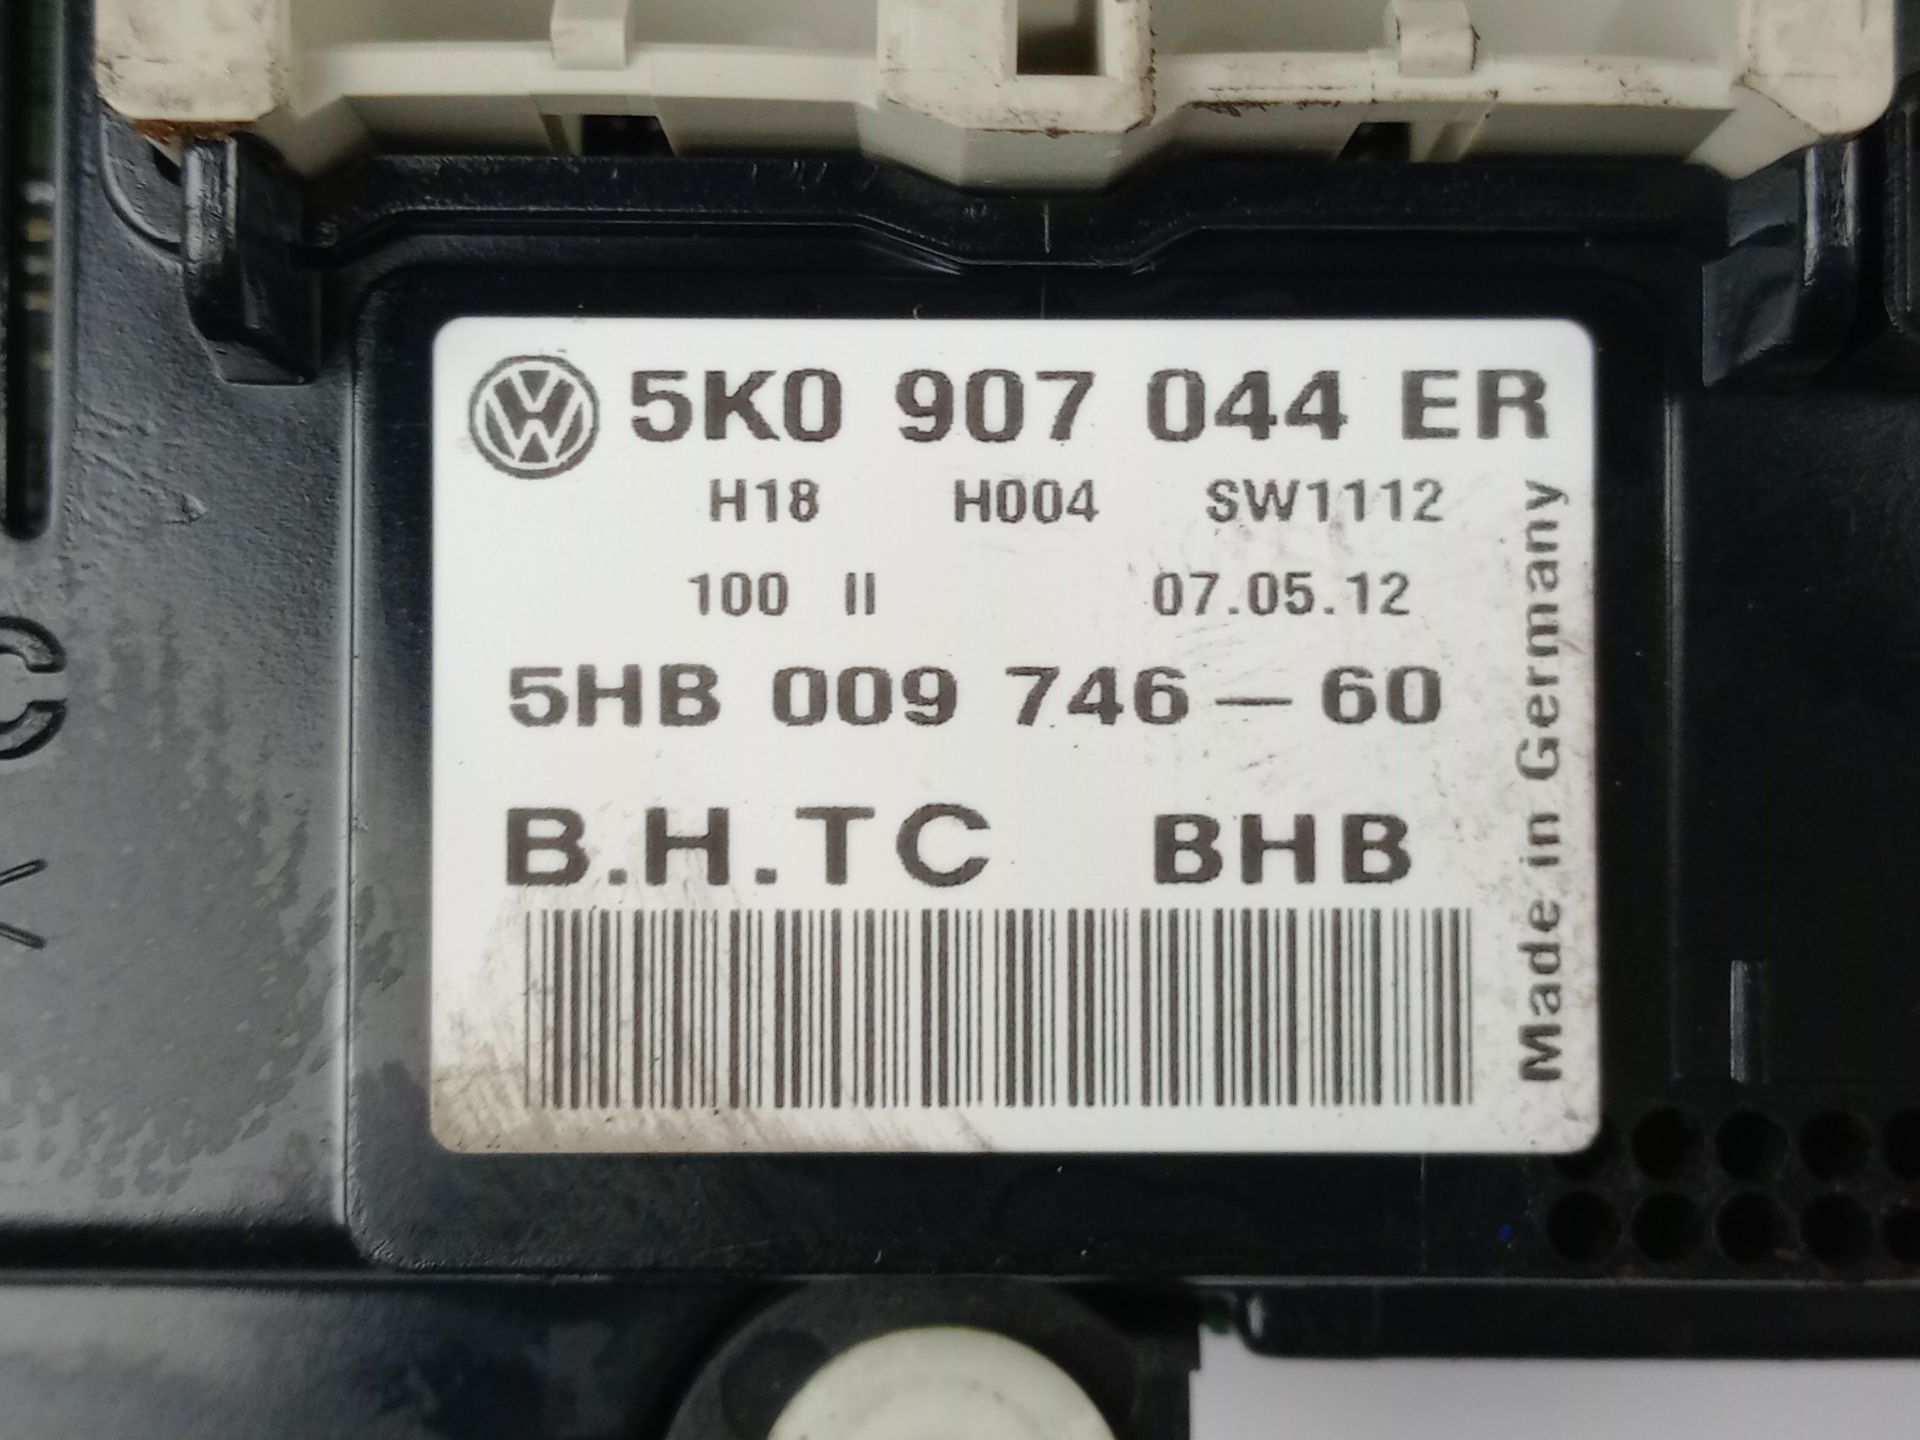 5K0 907 044 ER
H18 H004 SW1112
100 II 07.05.12
5HB 009 746-60
B.H.TC BHB
Made in Germany